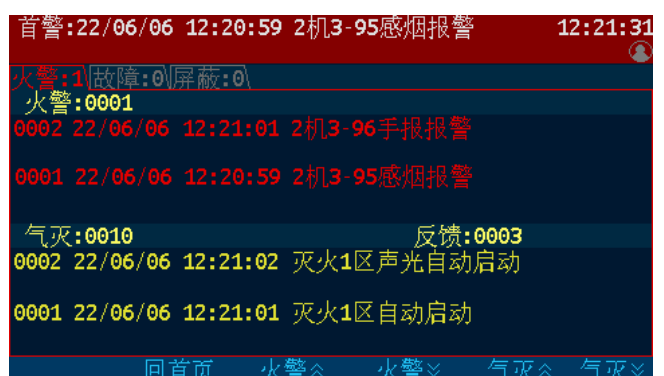 首警:22/06/06 12:20:59 2机3-95感烟报警 12:21:31
火警:1\故障:0\屏蔽:0\
火警:0001
0002 22/06/06 12:21:01 2机3-96手报报警
0001 22/06/06 12:20:59 2机3-95感烟报警
气灭:0010 反馈:0003
0002 22/06/06 12:21:02 灭火1区声光自动启动
0001 22/06/06 12:21:01 灭火1区自动启动
回首页 火警︽ 火警︾ 气灭︽ 气灭︾